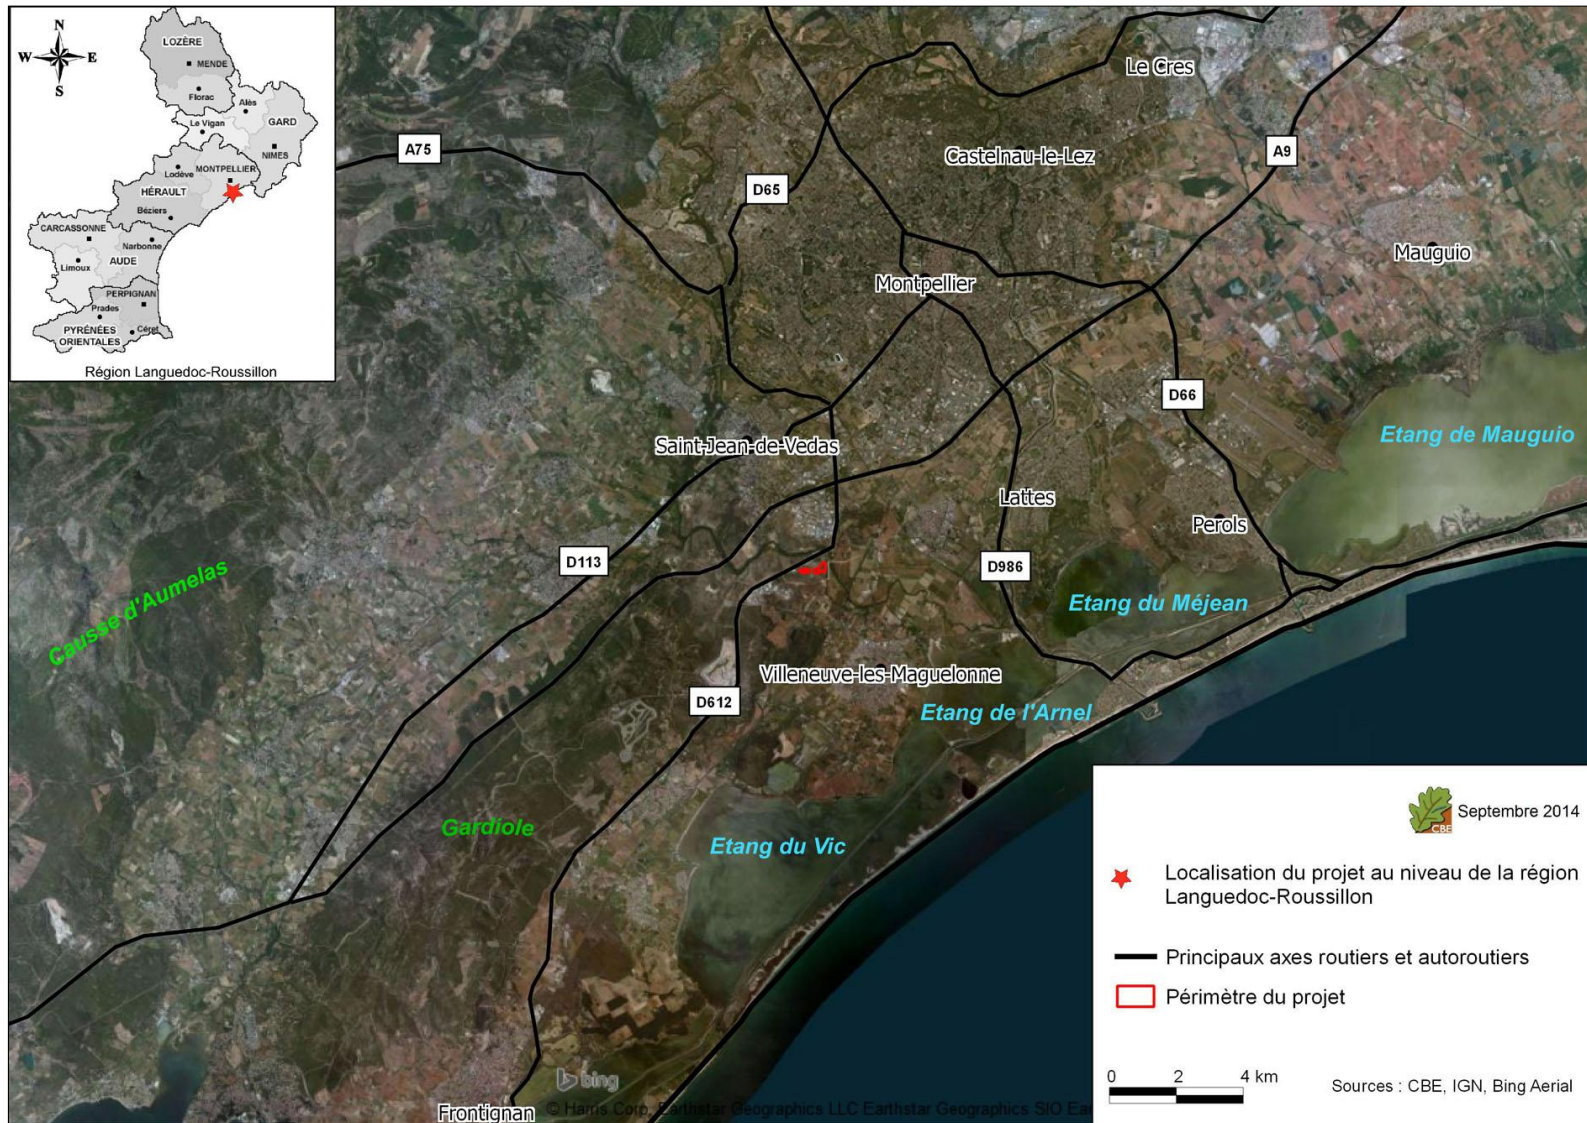 N
W E
S
LOZÈRE
MENDE
Florac
Alès
Le Vigan
GARD
NIMES
MONTPELLIER
Lodève
HÉRAULT
Béziers
CARCASSONNE
Narbonne
AUDE
Limoux
PERPIGNAN
Prades
PYRÉNÉES
ORIENTALES
Céret
Région Languedoc-Roussillon
Le Cres
A75
Castelnau-le-Lez
A9
D65
Mauguio
Montpellier
D66
Etang de Mauguio
Saint-Jean-de-Vedas
Lattes
Perols
D113
D986
Causse d'Aumelas
Etang du Méjean
Villeneuve-les-Maguelonne
D612
Etang de l'Arnel
Gardiole
Etang du Vic
CBE
Septembre 2014
Localisation du projet au niveau de la région
Languedoc-Roussillon
Principaux axes routiers et autoroutiers
Périmètre du projet
0 2 4 km
Sources : CBE, IGN, Bing Aerial
bing
Frontignan
© Harris Corp, Earthstar Geographics LLC Earthstar Geographics SIO Ear